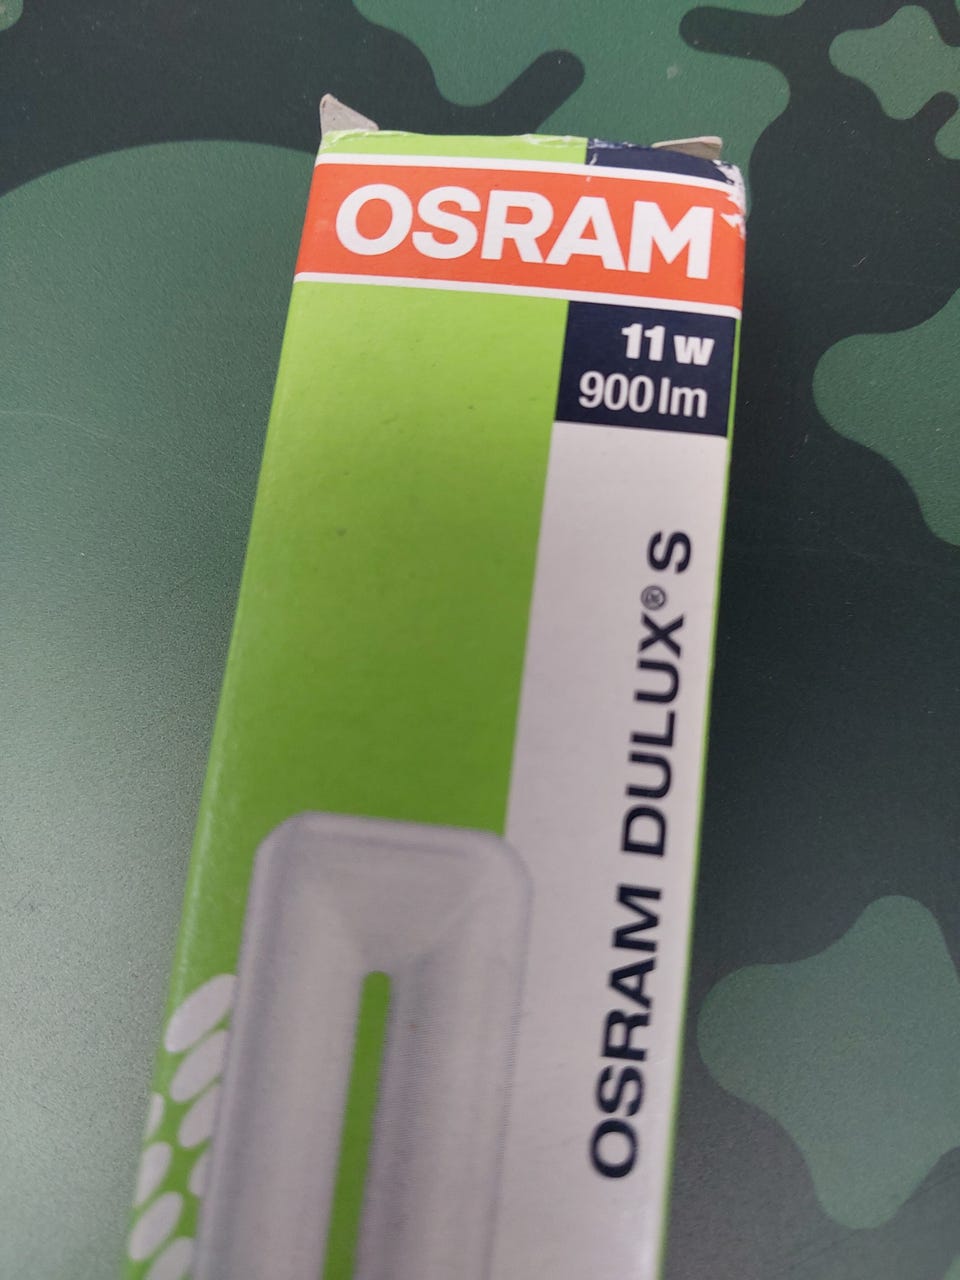 OSRAM
11 w
900 lm
OSRAM DULUX® S